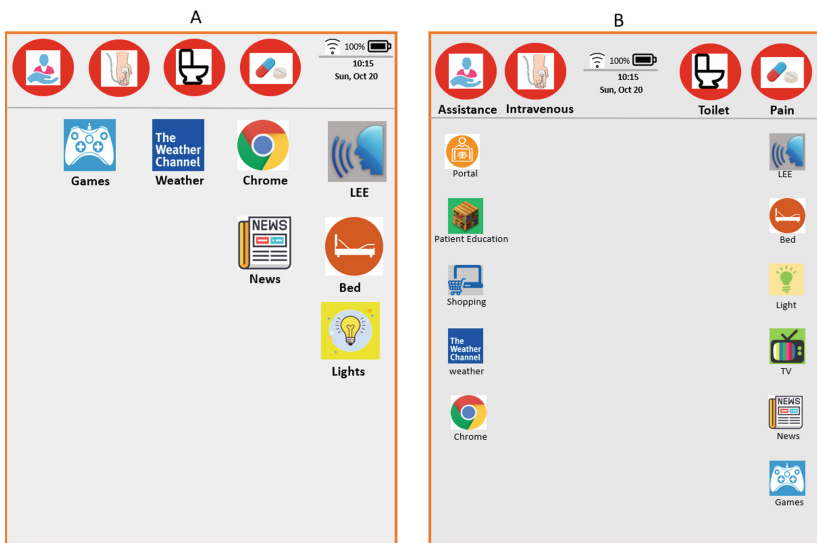 A
100%
10:15
Sun, Oct 20
The
Weather
Channel
Games
Weather
Chrome
LEE
NEWS
News
Bed
Lights
B
100%
10:15
Sun, Oct 20
Assistance
Intravenous
Toilet
Pain
Portal
LEE
Patient Education
Bed
Shopping
Light
The
Weather
Channel
weather
TV
Chrome
NEWS
News
Games